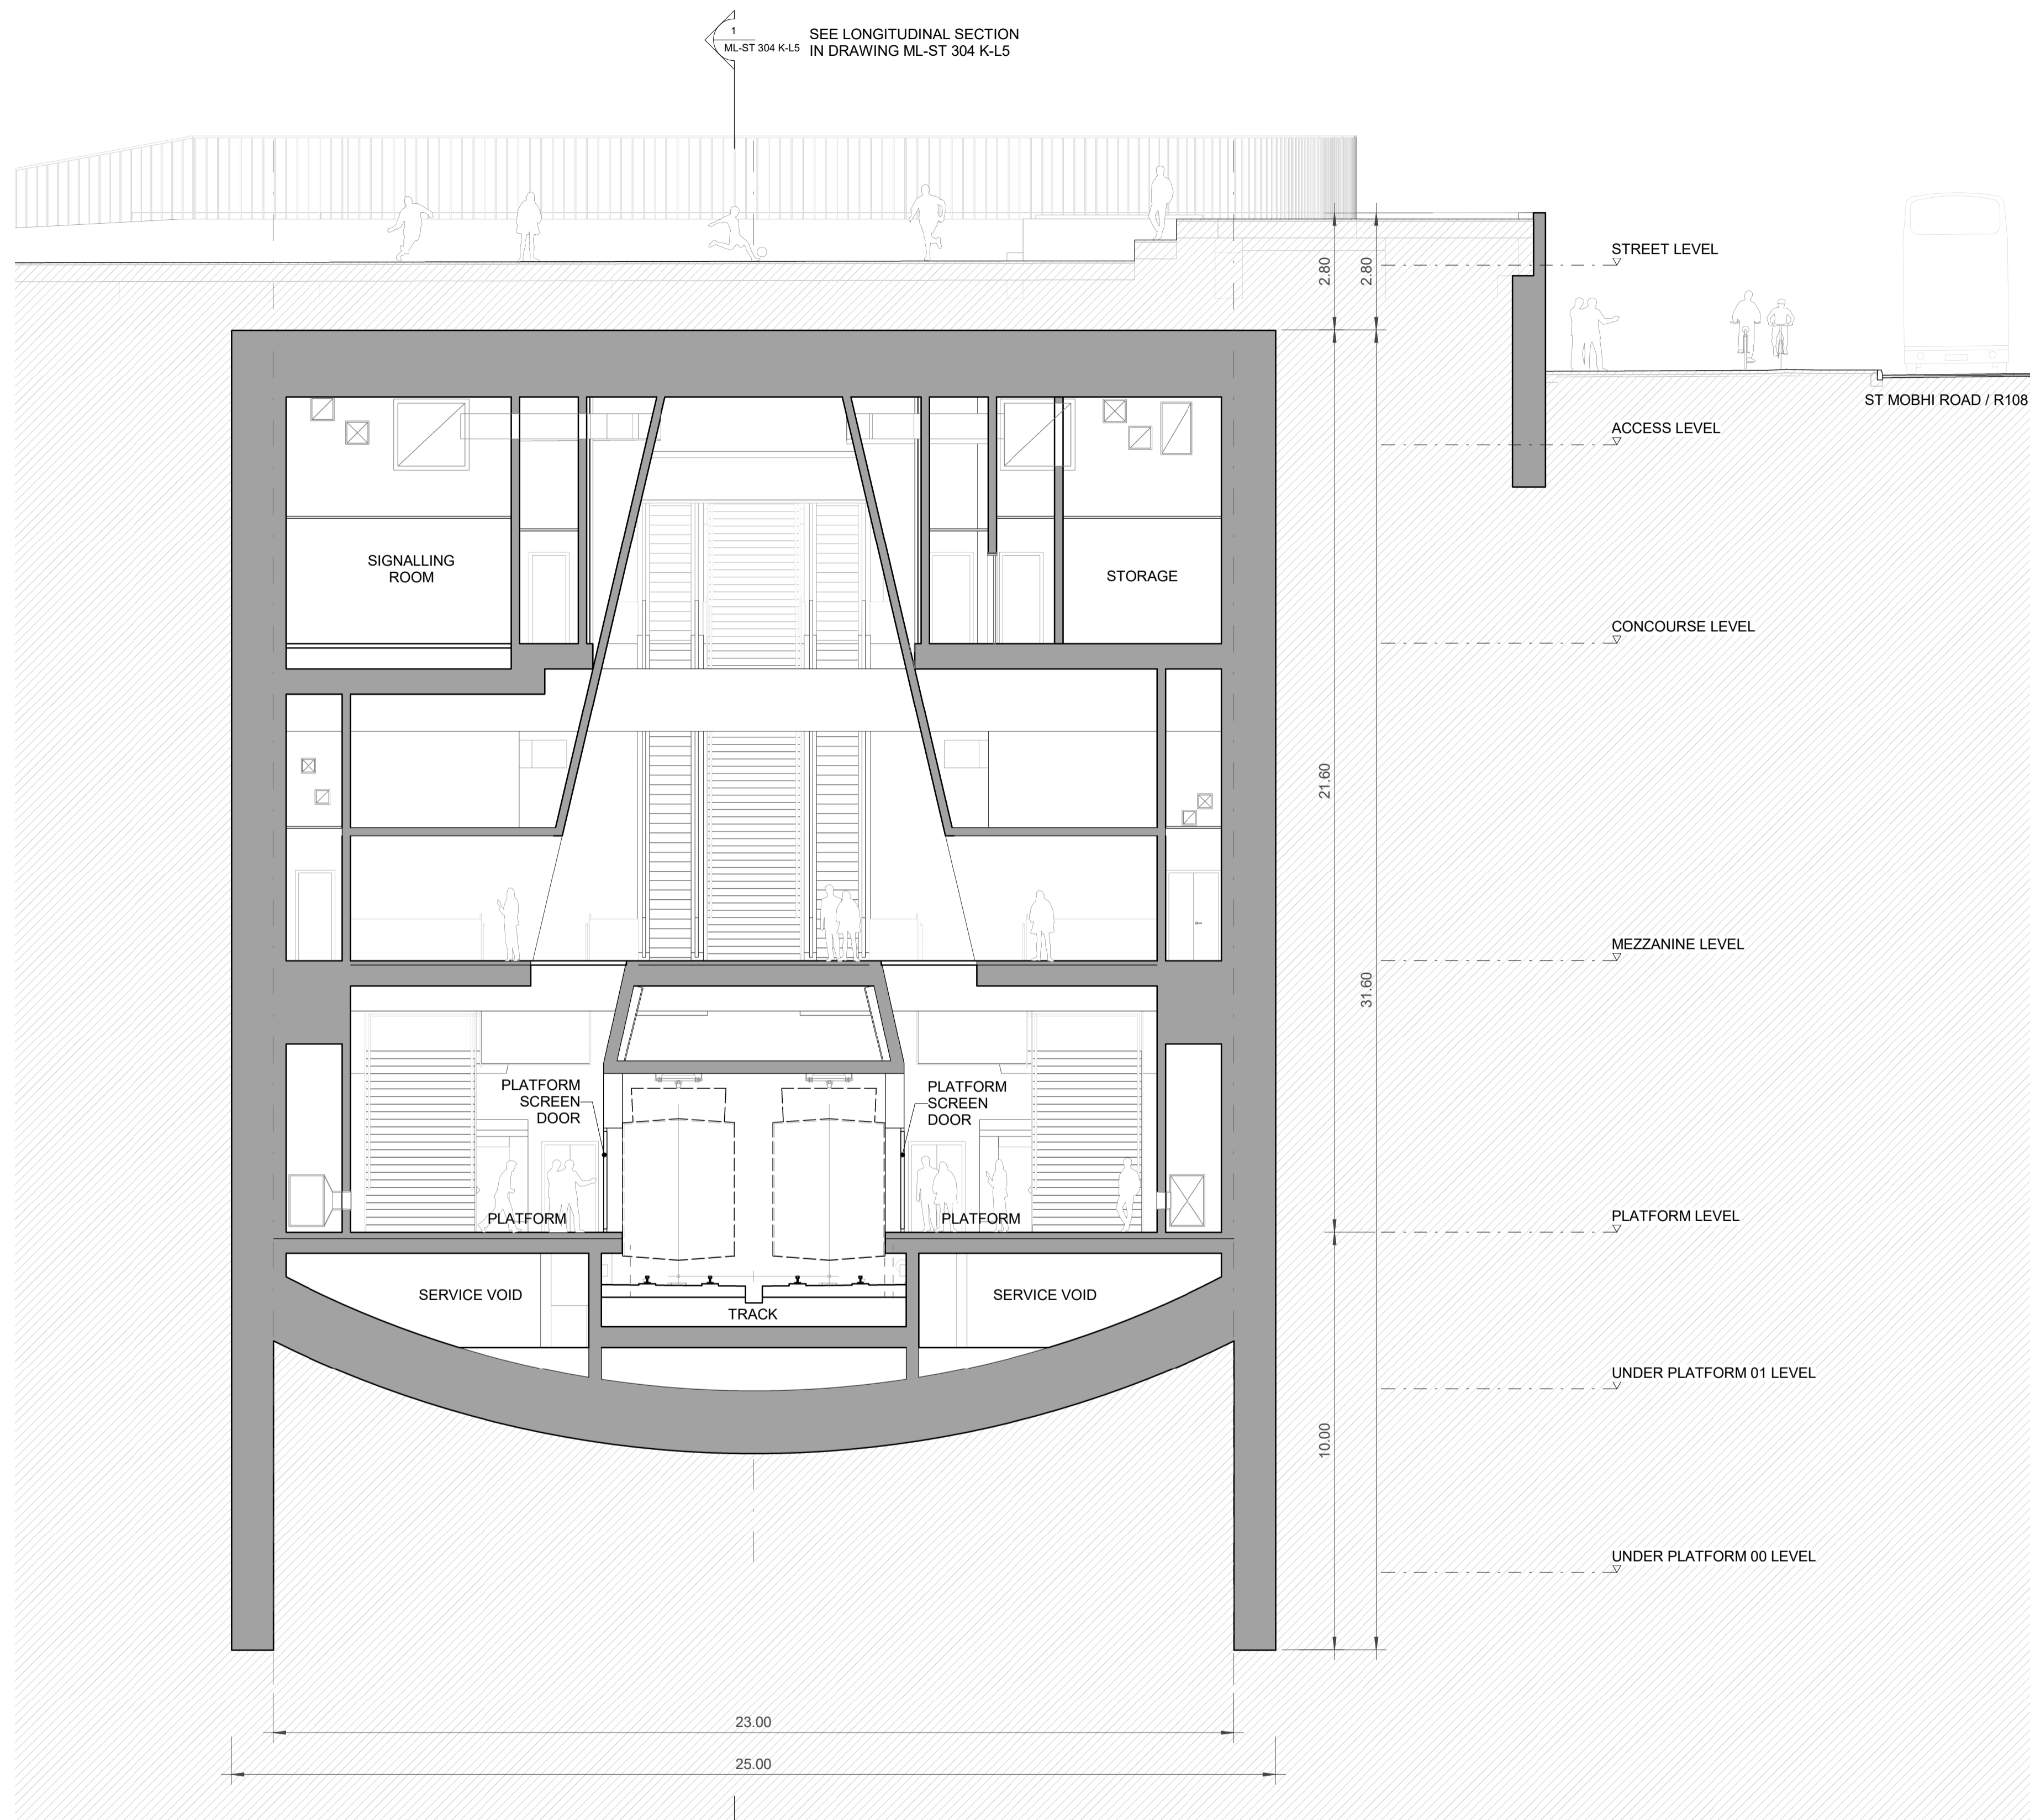 1
ML-ST 304 K-L5
SEE LONGITUDINAL SECTION
IN DRAWING ML-ST 304 K-L5
2.80
2.80
STREET LEVEL
ST MOBHI ROAD / R108
ACCESS LEVEL
SIGNALLING
ROOM
STORAGE
CONCOURSE LEVEL
21.60
MEZZANINE LEVEL
31.60
PLATFORM
SCREEN
DOOR
PLATFORM
SCREEN
DOOR
PLATFORM
PLATFORM
PLATFORM LEVEL
SERVICE VOID
SERVICE VOID
TRACK
UNDER PLATFORM 01 LEVEL
10.00
UNDER PLATFORM 00 LEVEL
23.00
25.00